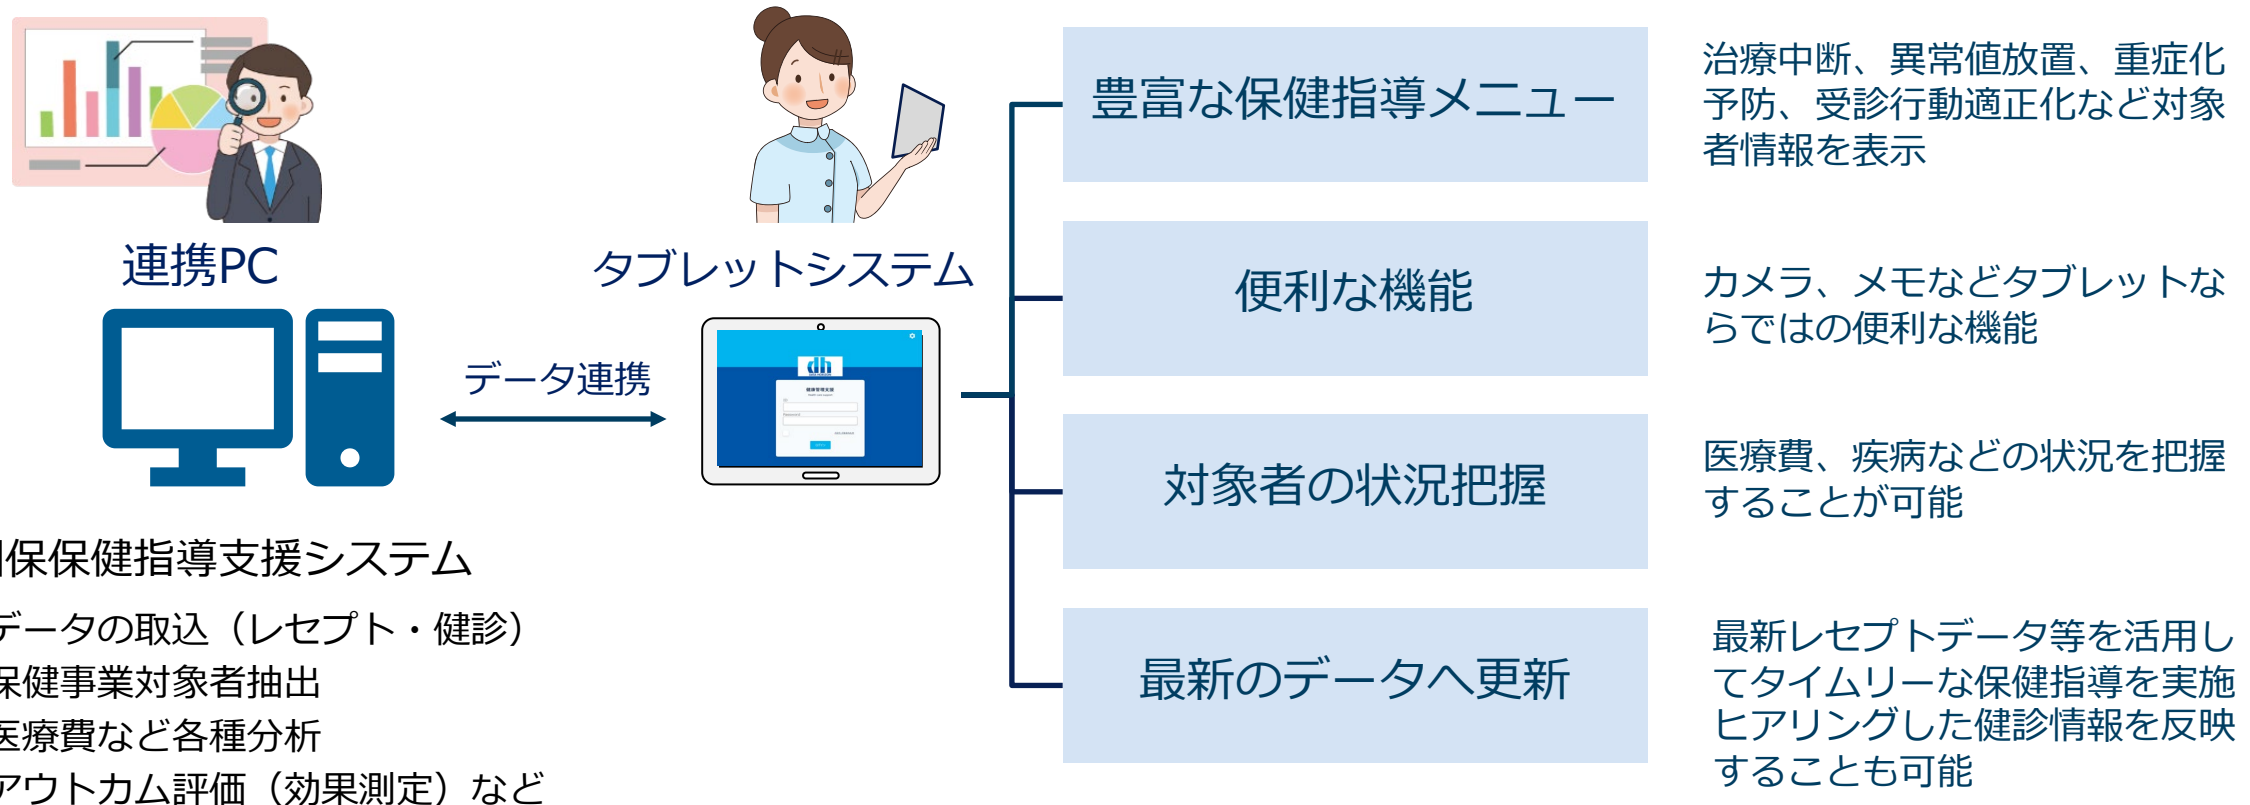 連携PC
タブレットシステム
データ連携
dh
健康管理支援
保保健指導支援システム
データの取込（レセプト・健診）
保健事業対象者抽出
医療費など各種分析
アウトカム評価（効果測定）など
豊富な保健指導メニュー
治療中断、異常値放置、重症化
予防、受診行動適正化など対象
者情報を表示
便利な機能
カメラ、メモなどタブレットな
らではの便利な機能
対象者の状況把握
医療費、疾病などの状況を把握
することが可能
最新のデータへ更新
最新レセプトデータ等を活用し
てタイムリーな保健指導を実施
ヒアリングした健診情報を反映
することも可能